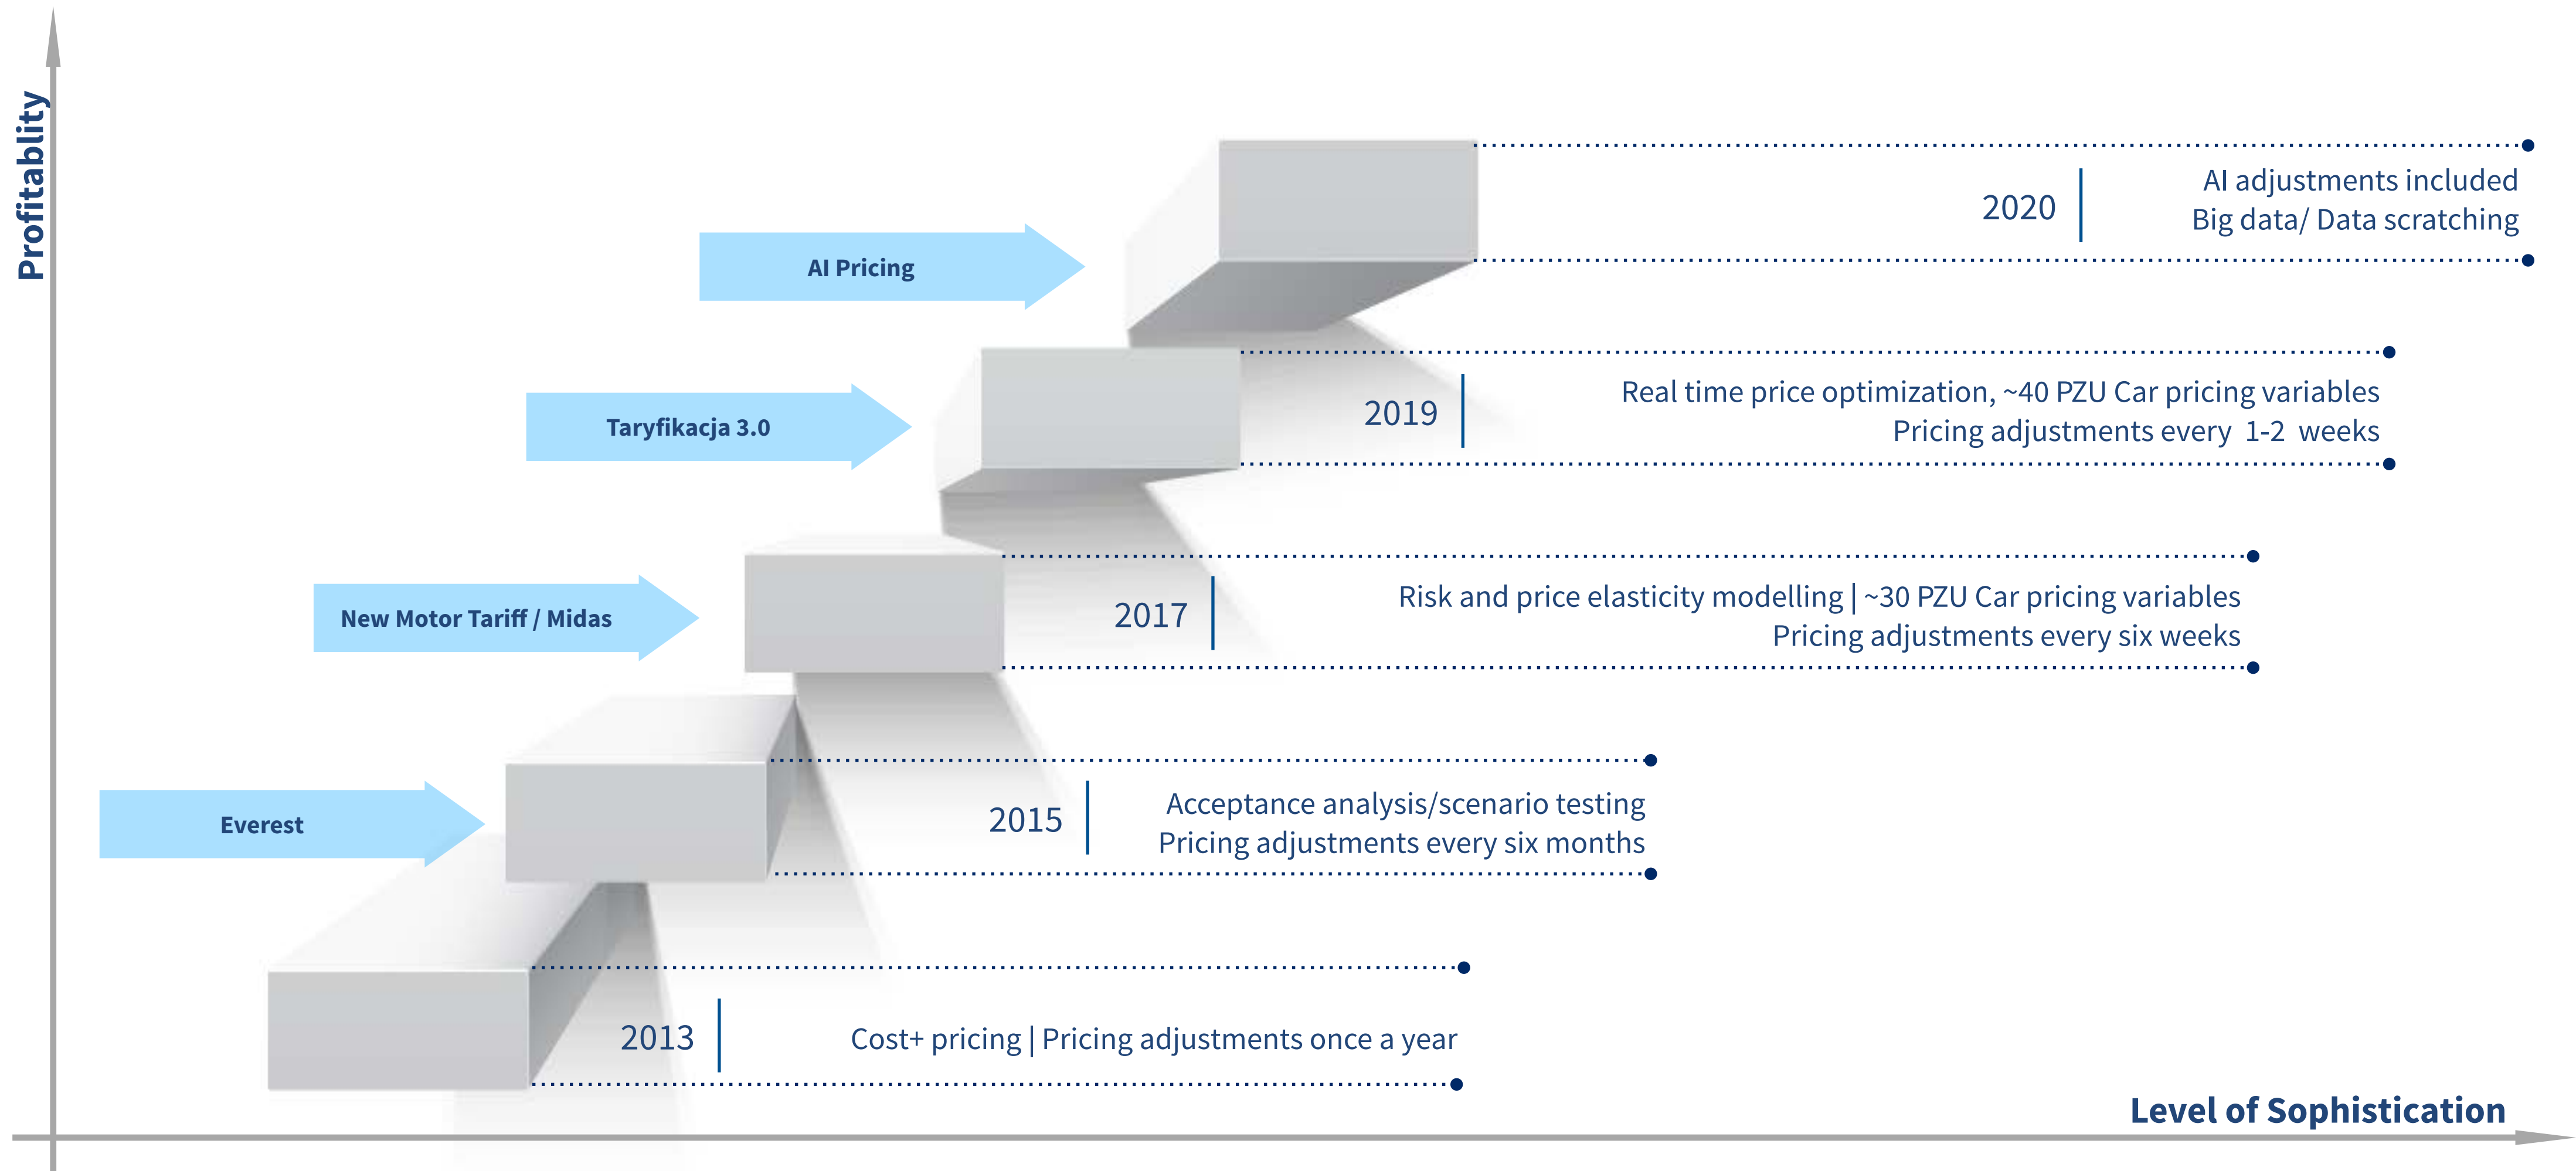 Profitablity
AI Pricing
2020
AI adjustments included
Big data/ Data scratching
Taryfikacja 3.0
2019
Real time price optimization, ~40 PZU Car pricing variables
Pricing adjustments every 1-2 weeks
New Motor Tariff / Midas
2017
Risk and price elasticity modelling | ~30 PZU Car pricing variables
Pricing adjustments every six weeks
Everest
2015
Acceptance analysis/scenario testing
Pricing adjustments every six months
2013
Cost+ pricing | Pricing adjustments once a year
Level of Sophistication